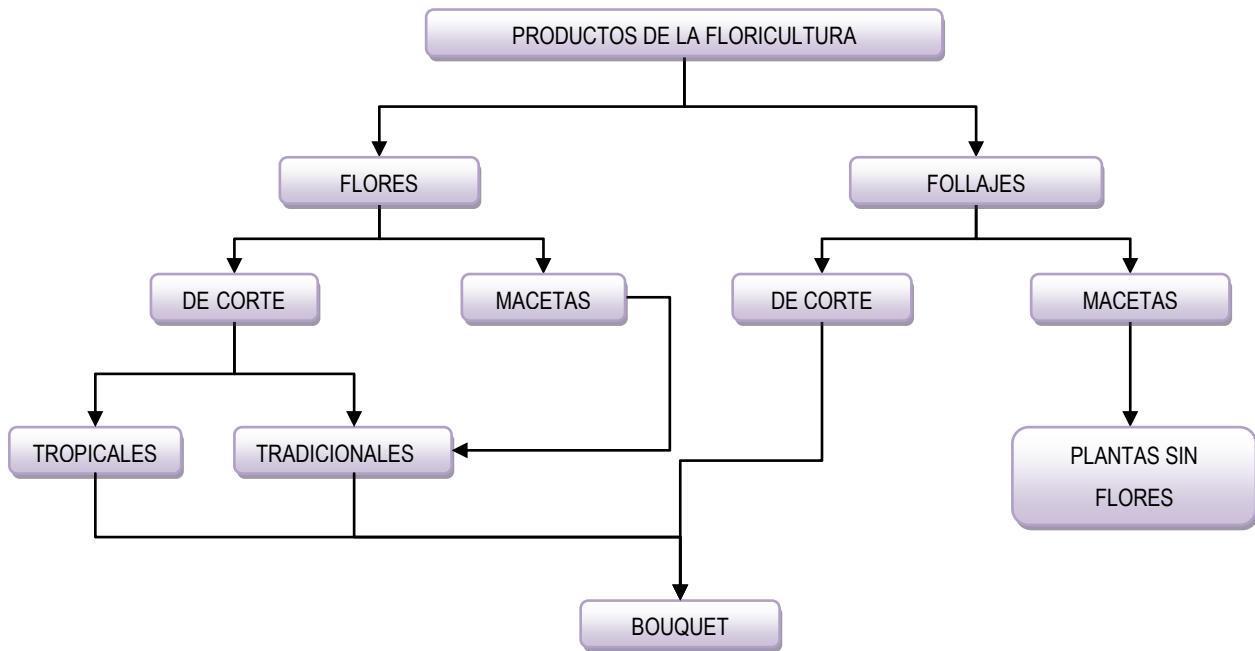 PRODUCTOS DE LA FLORICULTURA
FLORES
FOLLAJES
DE CORTE
MACETAS
DE CORTE
MACETAS
TROPICALES
TRADICIONALES
PLANTAS SIN
FLORES
BOUQUET